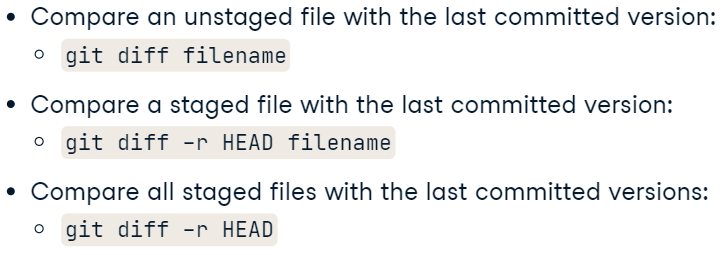 • Compare an unstaged file with the last committed version:
○ git diff filename
• Compare a staged file with the last committed version:
○ git diff -r HEAD filename
• Compare all staged files with the last committed versions:
○ git diff -r HEAD